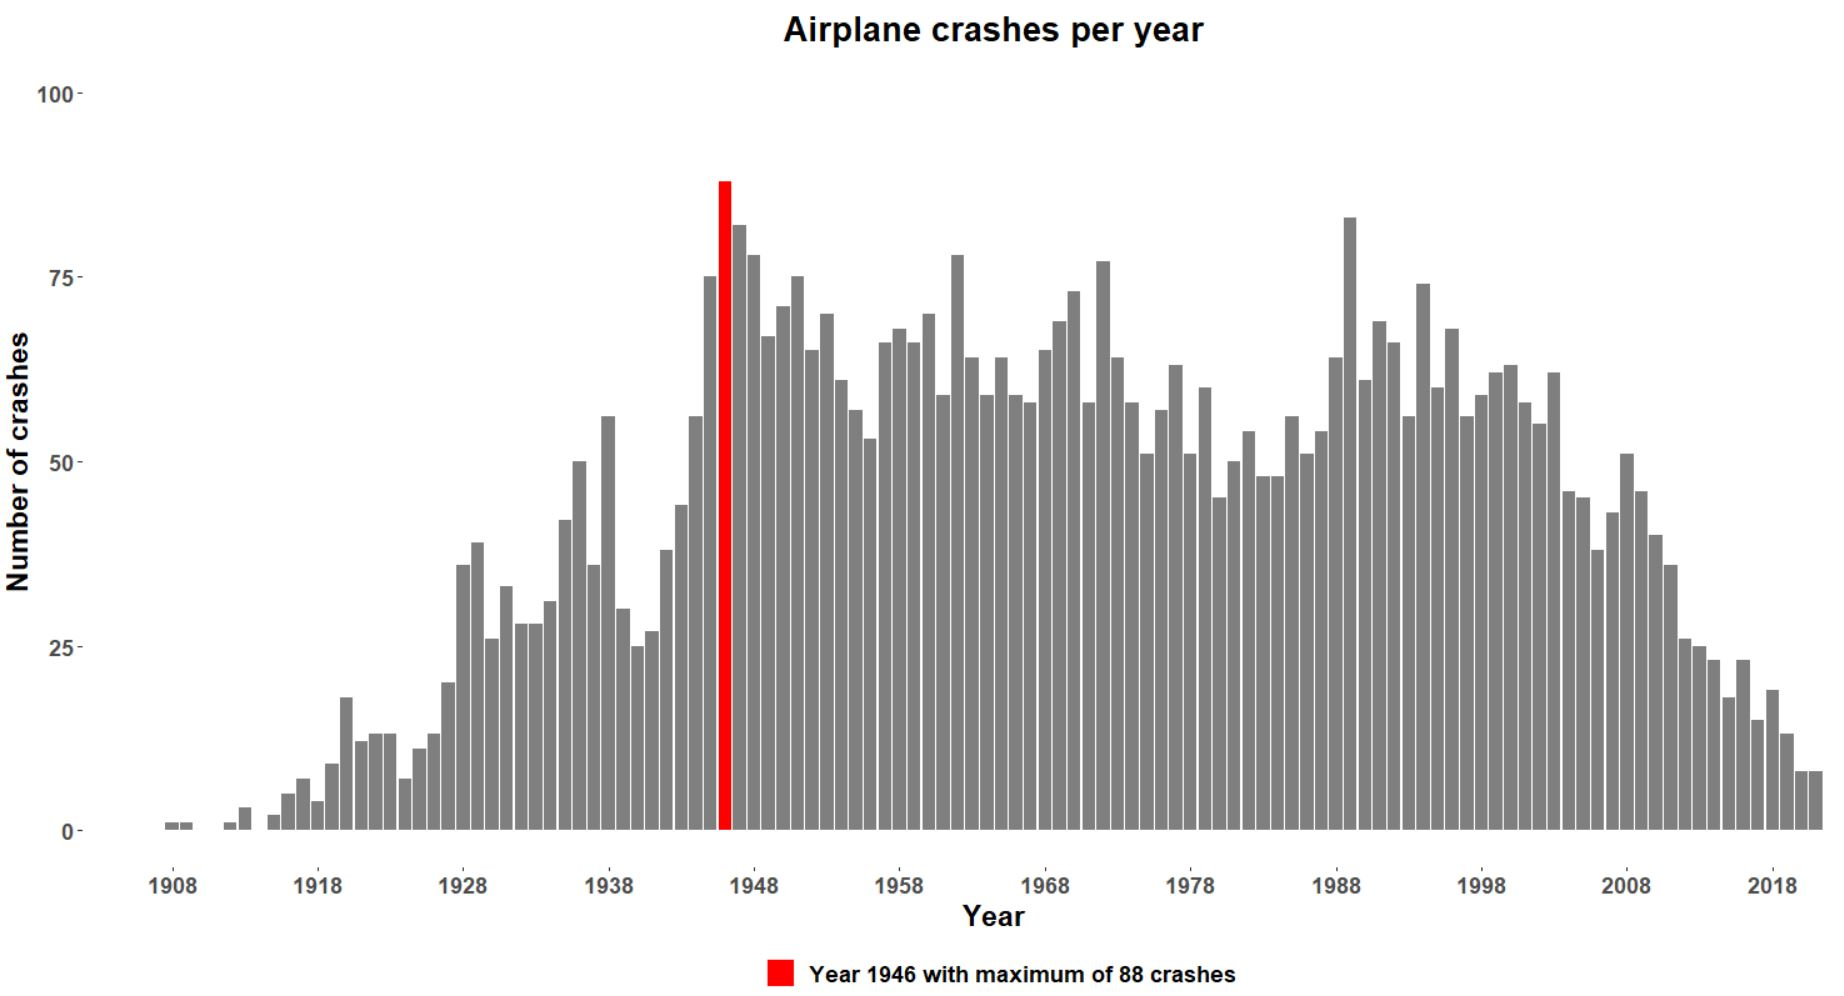 Airplane crashes per year
100
75
50
25
0
Number of crashes
1908 1918 1928 1938 1948 1958 1968 1978 1988 1998 2008 2018
Year
Year 1946 with maximum of 88 crashes